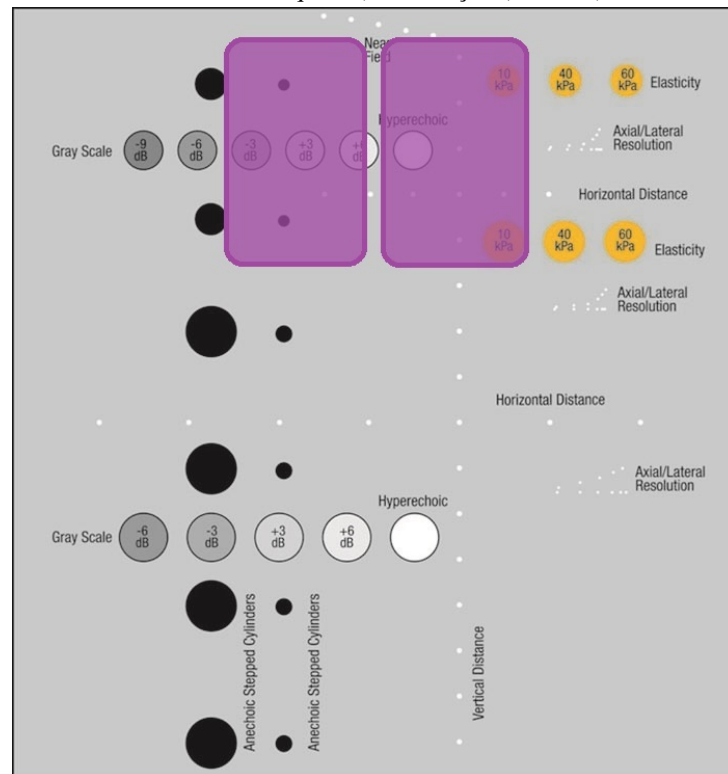 Near
Field
10
kPa
40
kPa
60
kPa
Elasticity
Hyperechoic
Gray Scale
-9
dB
-6
dB
-3
dB
+3
dB
+6
dB
Axial/Lateral
Resolution
Horizontal Distance
10
kPa
40
kPa
60
kPa
Elasticity
Axial/Lateral
Resolution
Horizontal Distance
Axial/Lateral
Resolution
Hyperechoic
Gray Scale
-6
dB
-3
dB
+3
dB
+6
dB
Anechoic Stepped Cylinders
Anechoic Stepped Cylinders
Vertical Distance